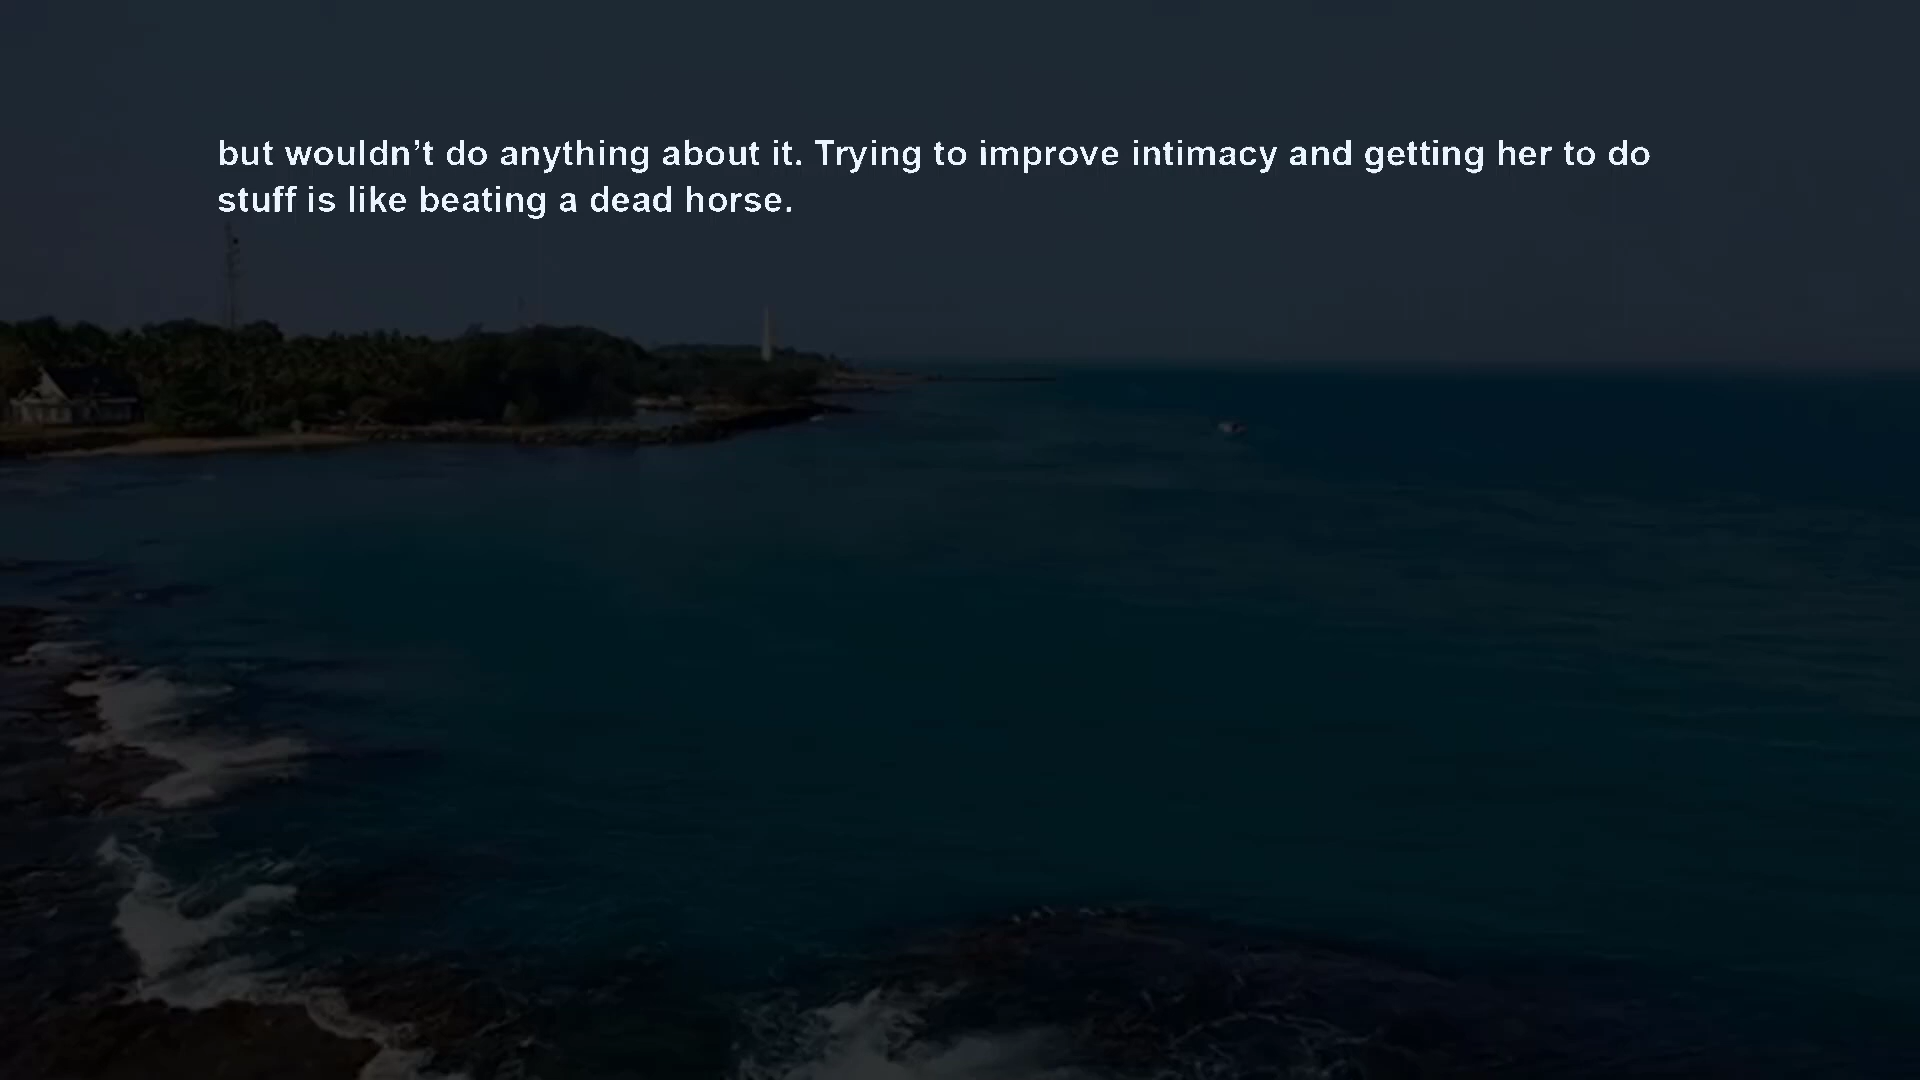 but wouldn’t do anything about it. Trying to improve intimacy and getting her to do
stuff is like beating a dead horse.